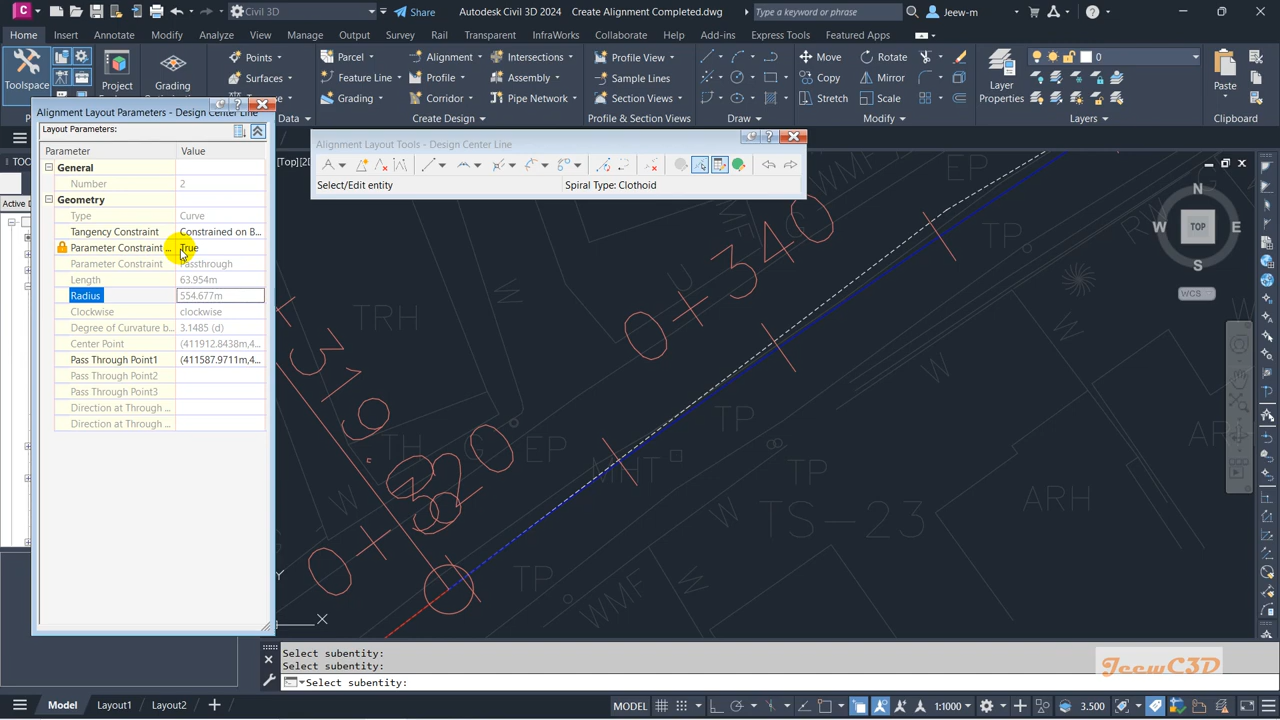 Civil 3D
Share
Autodesk Civil 3D 2024
Create Alignment Completed.dwg
Type a keyword or phrase
Jeew-m
Home Insert Annotate Modify Analyze View Manage Output Survey Rail Transparent InfraWorks Collaborate Help Add-ins Express Tools Featured Apps
Toolspace
Project
Points
Surfaces
Grading
Parcel
Feature Line
Grading
Alignment
Profile
Corridor
Intersections
Assembly
Pipe Network
Profile View
Sample Lines
Section Views
Move
Copy
Stretch
Rotate
Mirror
Scale
Layer Properties
0
Paste
Data
Create Design
Profile & Section Views
Draw
Modify
Layers
Clipboard
Alignment Layout Parameters - Design Center Line
Layout Parameters:
Parameter Value
General
Number 2
Geometry
Type Curve
Tangency Constraint Constrained on B...
Parameter Constraint ... True
Parameter Constraint Passthrough
Length 63.954m
Radius 554.677m
Clockwise clockwise
Degree of Curvature b... 3.1485 (d)
Center Point (411912.8438m,4...
Pass Through Point1 (411587.9711m,4...
Pass Through Point2
Pass Through Point3
Direction at Through ...
Direction at Through ...
Alignment Layout Tools - Design Center Line
Select/Edit entity
Spiral Type: Clothoid
N
W TOP E
S
WCS
0+340
TRH
TH
EP
EP
0+320
MHT
TP
TP
TP
TP
TS-23
ARH
WMF
W
W
W
W
Y
X
Select subentity:
Select subentity:
Select subentity:
JeewC3D
Model Layout1 Layout2
MODEL
1:1000
3.500